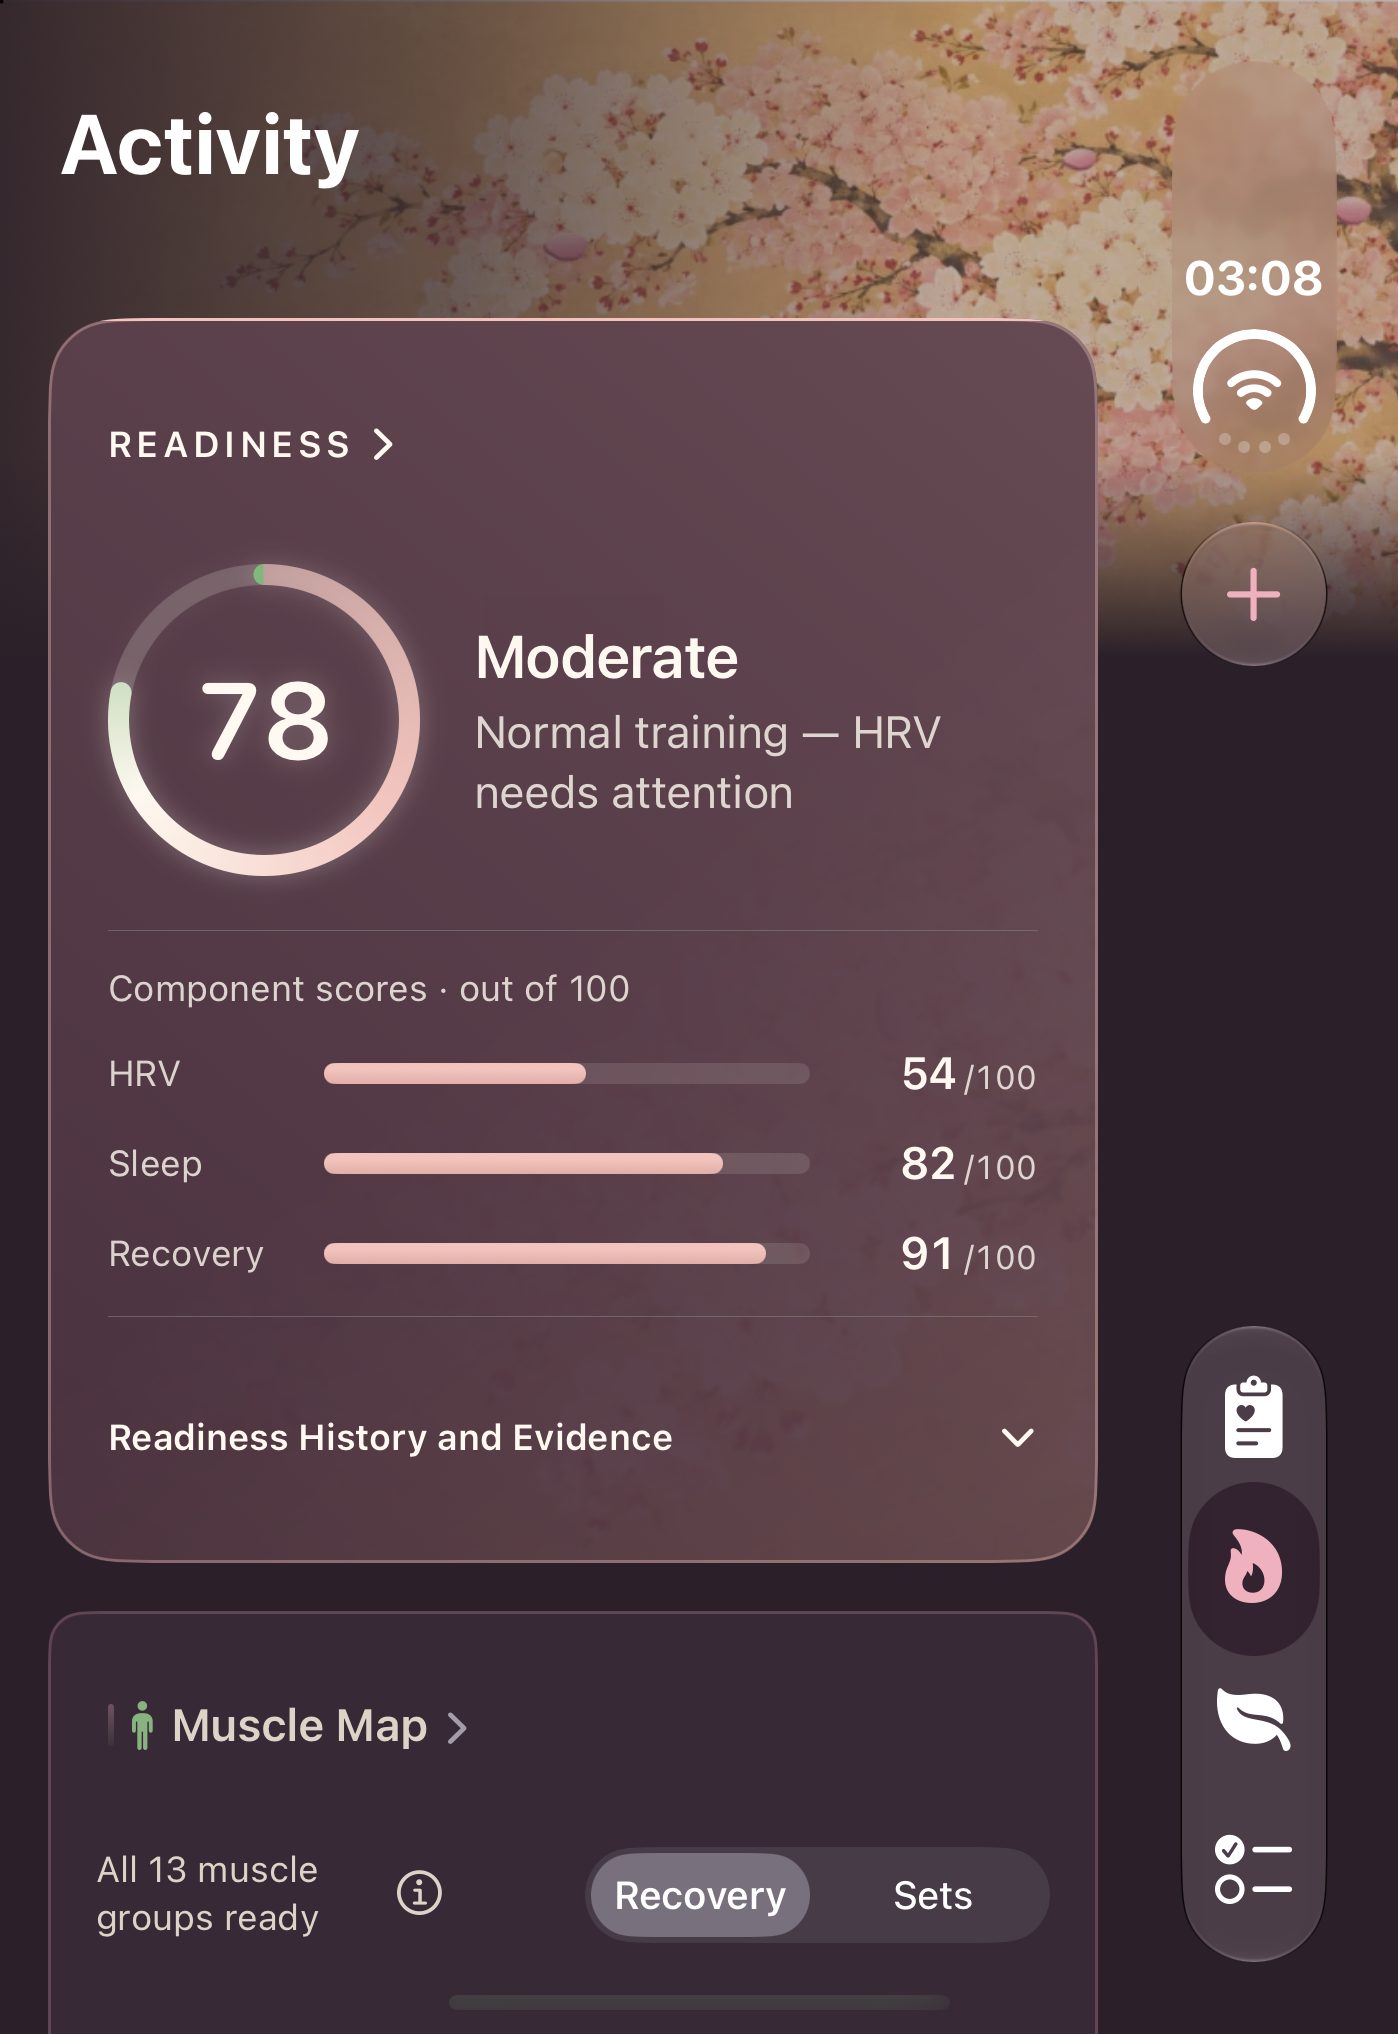 Activity
03:08
READINESS
78
Moderate
Normal training — HRV
needs attention
Component scores · out of 100
HRV 54 /100
Sleep 82 /100
Recovery 91 /100
Readiness History and Evidence
Muscle Map
All 13 muscle
groups ready
Recovery Sets